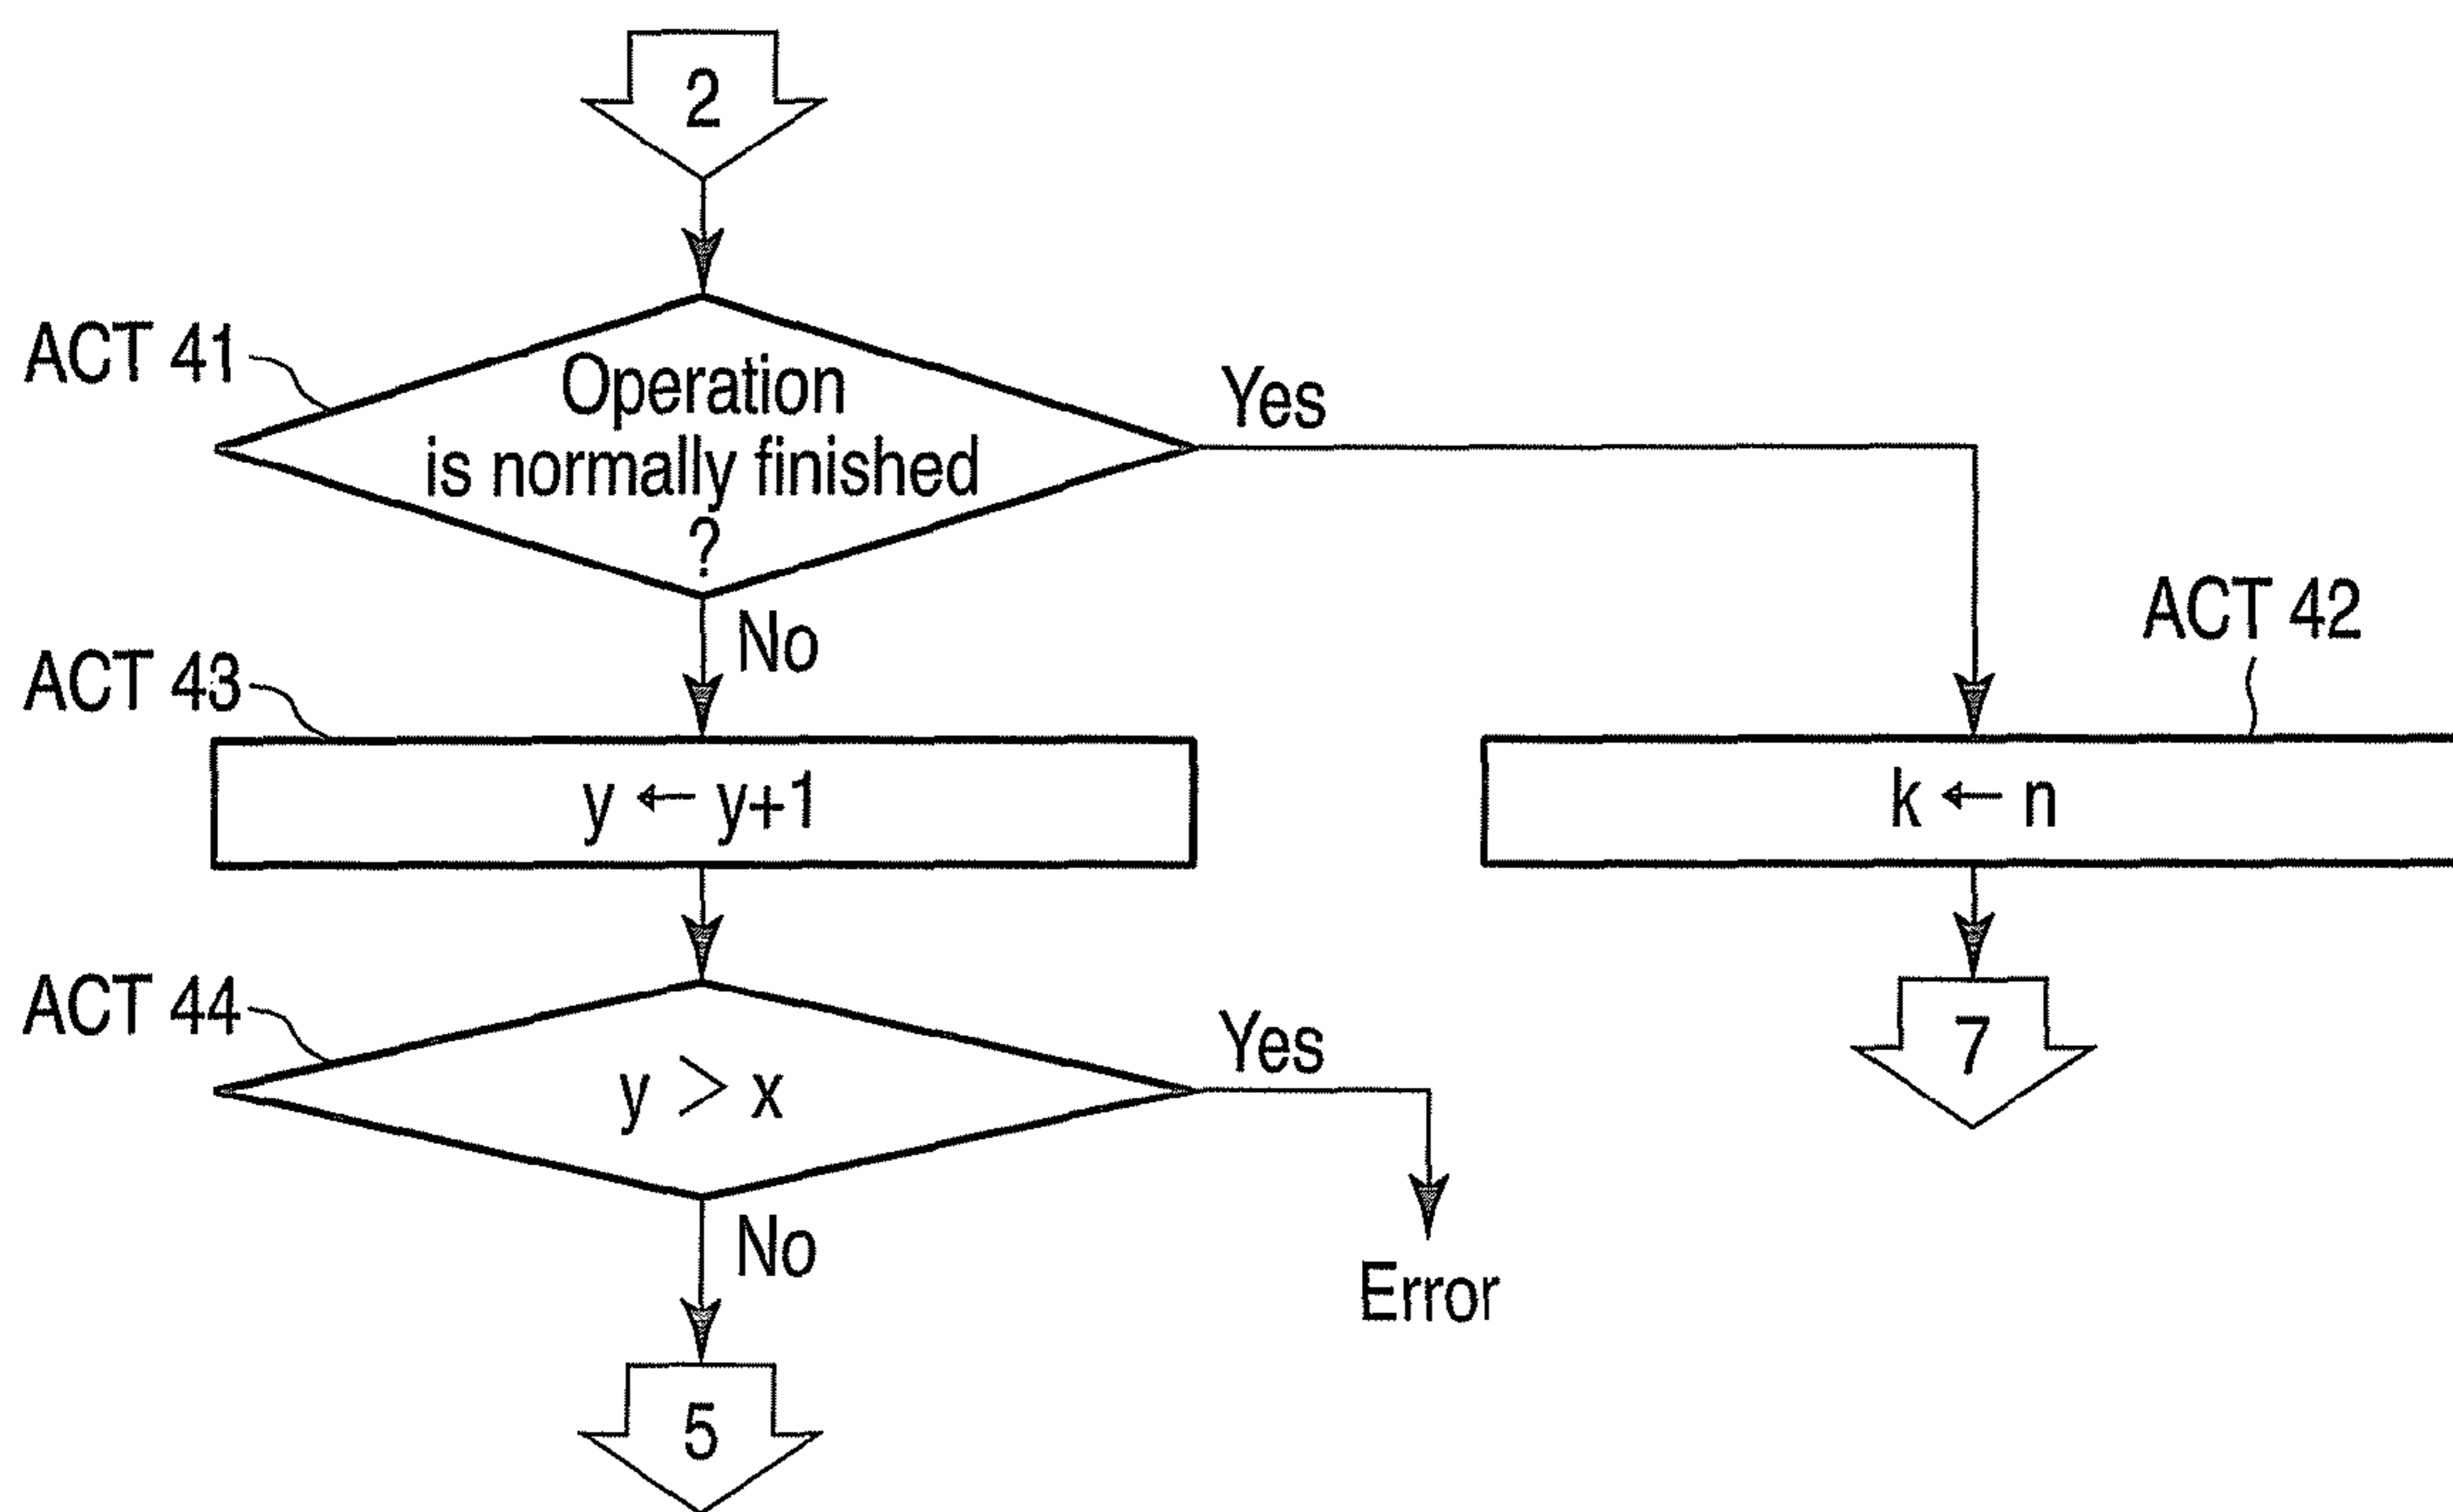 2
ACT 41
Operation
is normally finished
?
Yes
No
ACT 42
ACT 43
y ← y+1
k ← n
ACT 44
y > x
Yes
7
No
Error
5